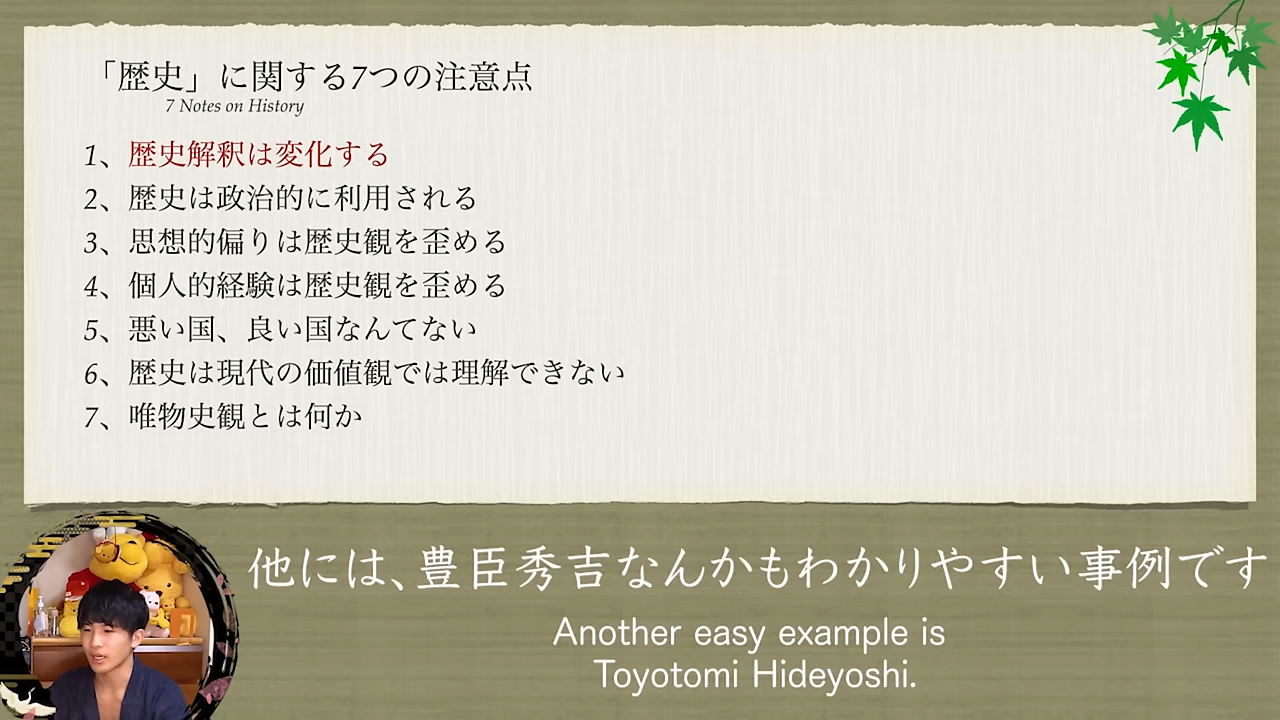 「歴史」に関する7つの注意点
7 Notes on History
1、歴史解釈は変化する
2、歴史は政治的に利用される
3、思想的偏りは歴史観を歪める
4、個人的経験は歴史観を歪める
5、悪い国、良い国なんてない
6、歴史は現代の価値観では理解できない
7、唯物史観とは何か
他には、豊臣秀吉なんかもわかりやすい事例です
Another easy example is
Toyotomi Hideyoshi.